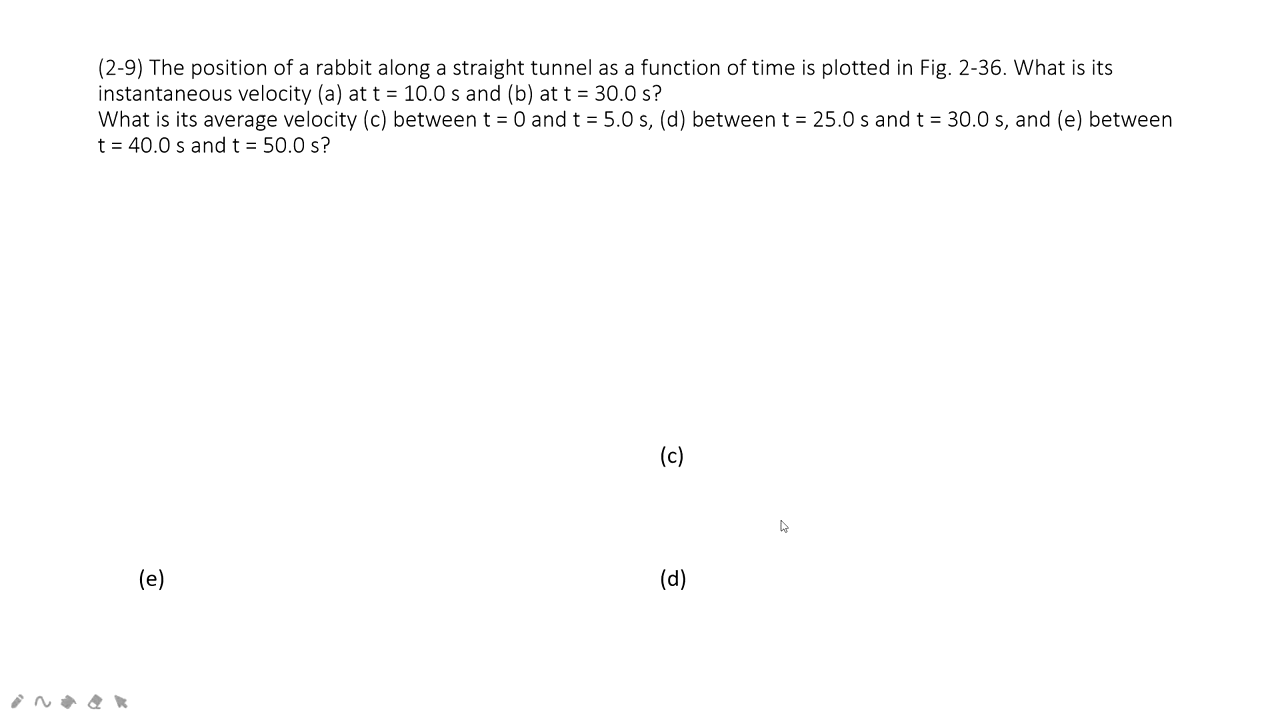 (2-9) The position of a rabbit along a straight tunnel as a function of time is plotted in Fig. 2-36. What is its
instantaneous velocity (a) at t = 10.0 s and (b) at t = 30.0 s?
What is its average velocity (c) between t = 0 and t = 5.0 s, (d) between t = 25.0 s and t = 30.0 s, and (e) between
t = 40.0 s and t = 50.0 s?
(c)
(e)
(d)